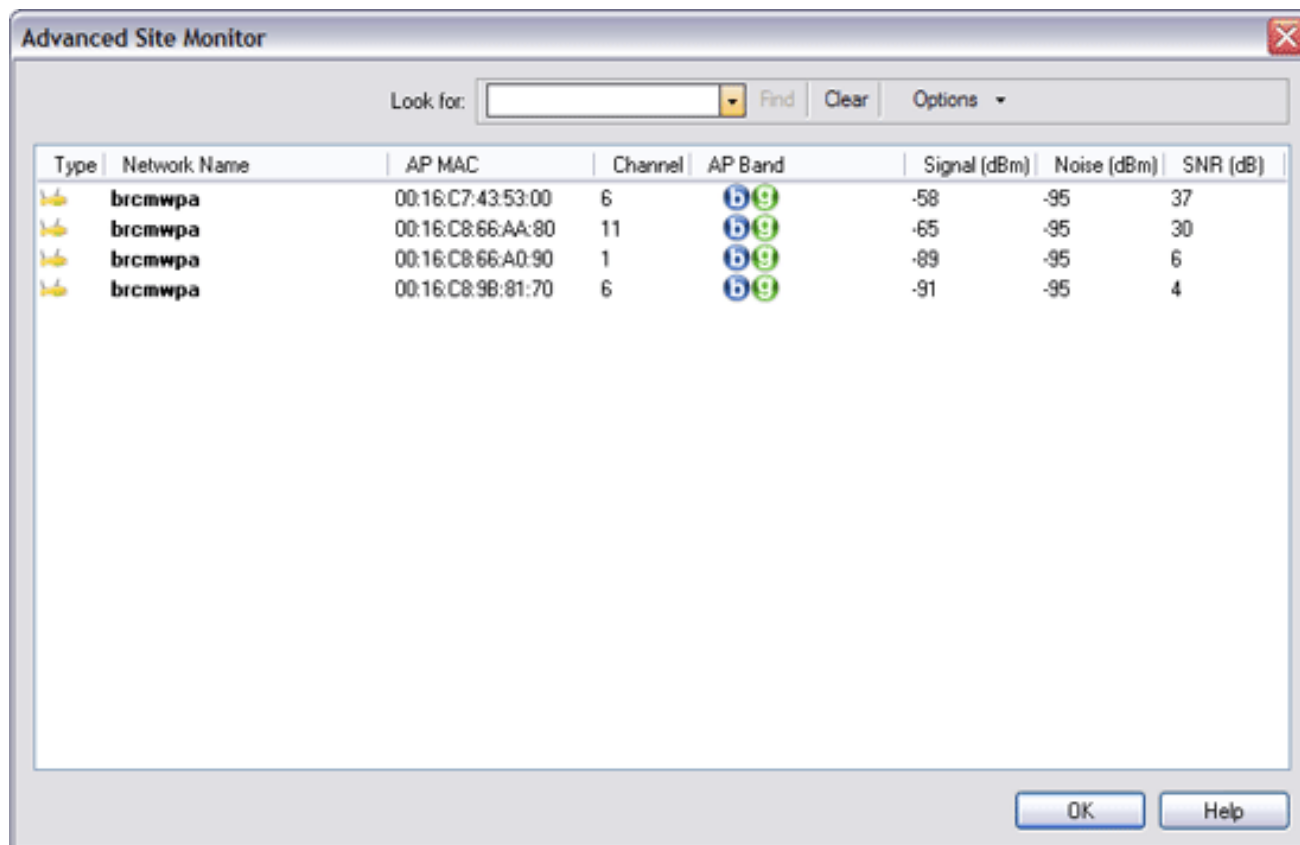 Advanced Site Monitor
Look for: Find Clear Options
Type Network Name AP MAC Channel AP Band Signal (dBm) Noise (dBm) SNR (dB)
brcmwpa 00:16:C7:43:53:00 6 b g -58 -95 37
brcmwpa 00:16:C8:66:AA:80 11 b g -65 -95 30
brcmwpa 00:16:C8:66:A0:90 1 b g -89 -95 6
brcmwpa 00:16:C8:9B:81:70 6 b g -91 -95 4
OK Help